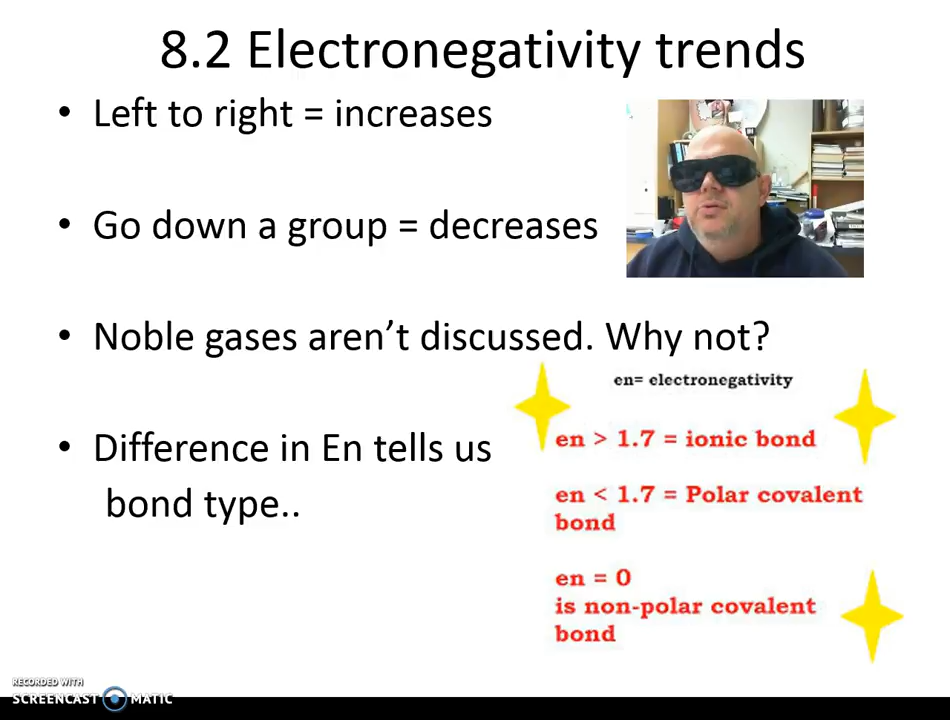 8.2 Electronegativity trends
• Left to right = increases
• Go down a group = decreases
• Noble gases aren’t discussed. Why not?
en= electronegativity
• Difference in En tells us
bond type..
en > 1.7 = ionic bond
en < 1.7 = Polar covalent
bond
en = 0
is non-polar covalent
bond
RECORDED WITH
SCREENCAST MATIC